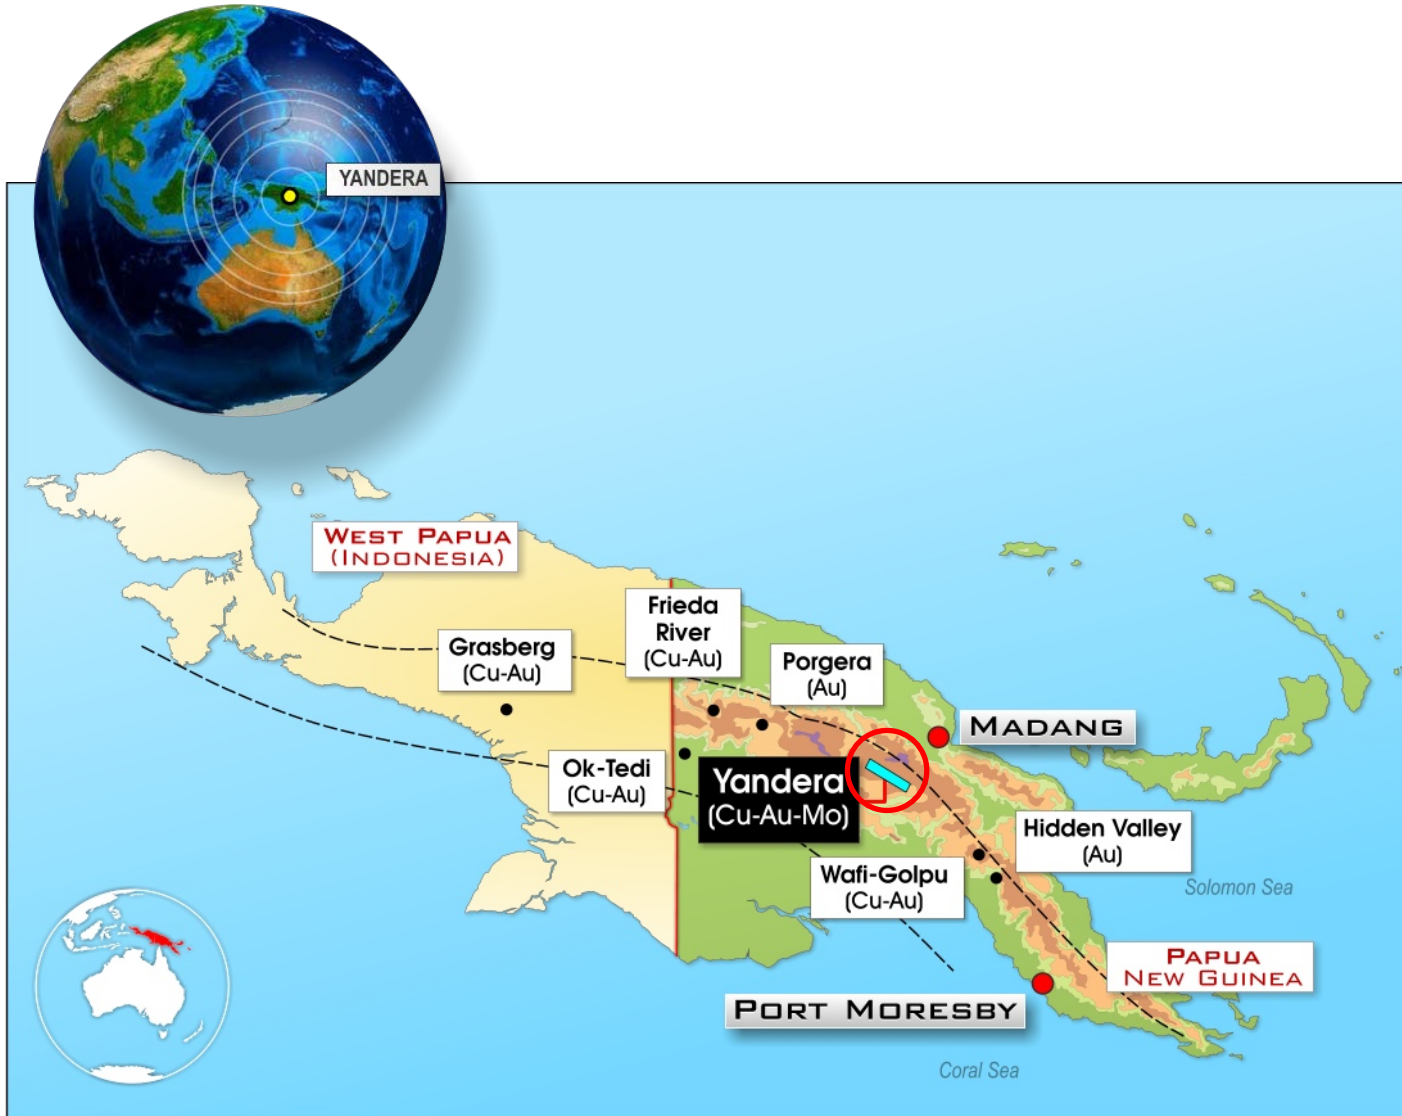 YANDERA
WEST PAPUA
(INDONESIA)
Frieda
River
(Cu-Au)
Grasberg
(Cu-Au)
Porgera
(Au)
MADANG
Ok-Tedi
(Cu-Au)
Yandera
(Cu-Au-Mo)
Hidden Valley
(Au)
Wafi-Golpu
(Cu-Au)
Solomon Sea
PAPUA
NEW GUINEA
PORT MORESBY
Coral Sea